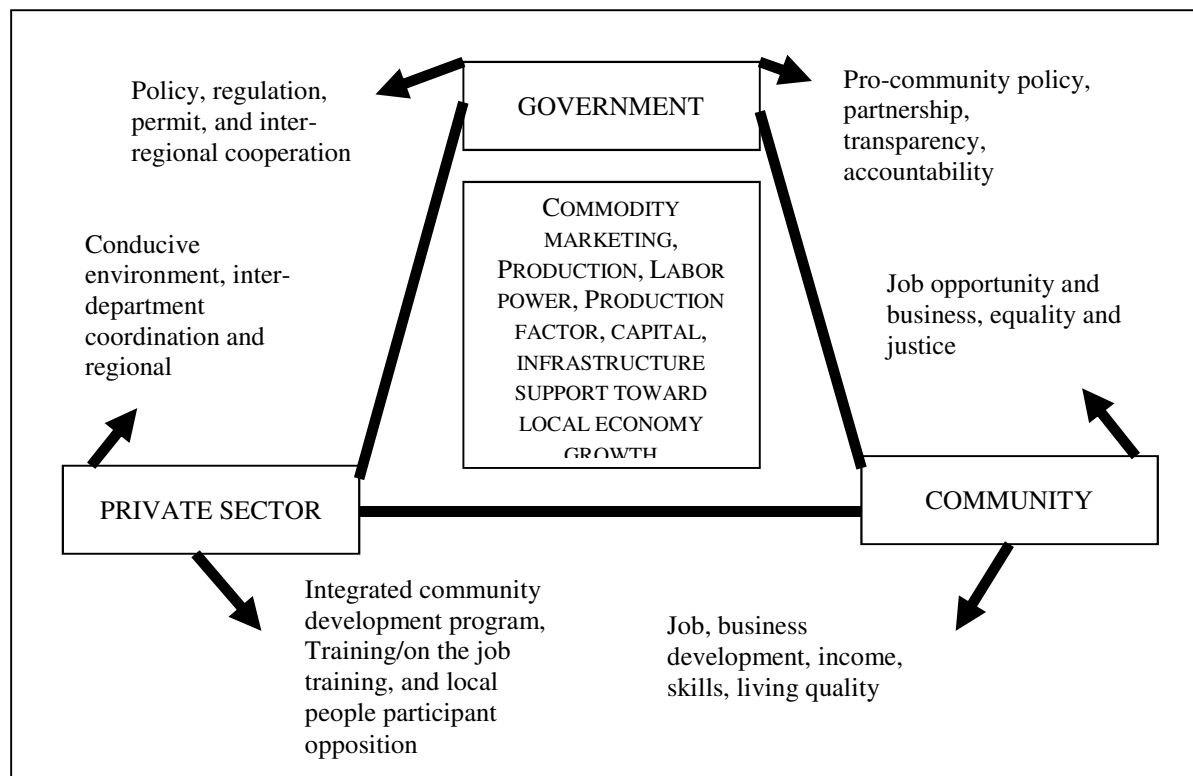 Policy, regulation,
permit, and inter-
regional cooperation
GOVERNMENT
Pro-community policy,
partnership,
transparency,
accountability
COMMODITY
MARKETING,
PRODUCTION, LABOR
POWER, PRODUCTION
FACTOR, CAPITAL,
INFRASTRUCTURE
SUPPORT TOWARD
LOCAL ECONOMY
GROWTH
Conducive
environment, inter-
department
coordination and
regional
Job opportunity and
business, equality and
justice
PRIVATE SECTOR
COMMUNITY
Integrated community
development program,
Training/on the job
training, and local
people participant
opposition
Job, business
development, income,
skills, living quality